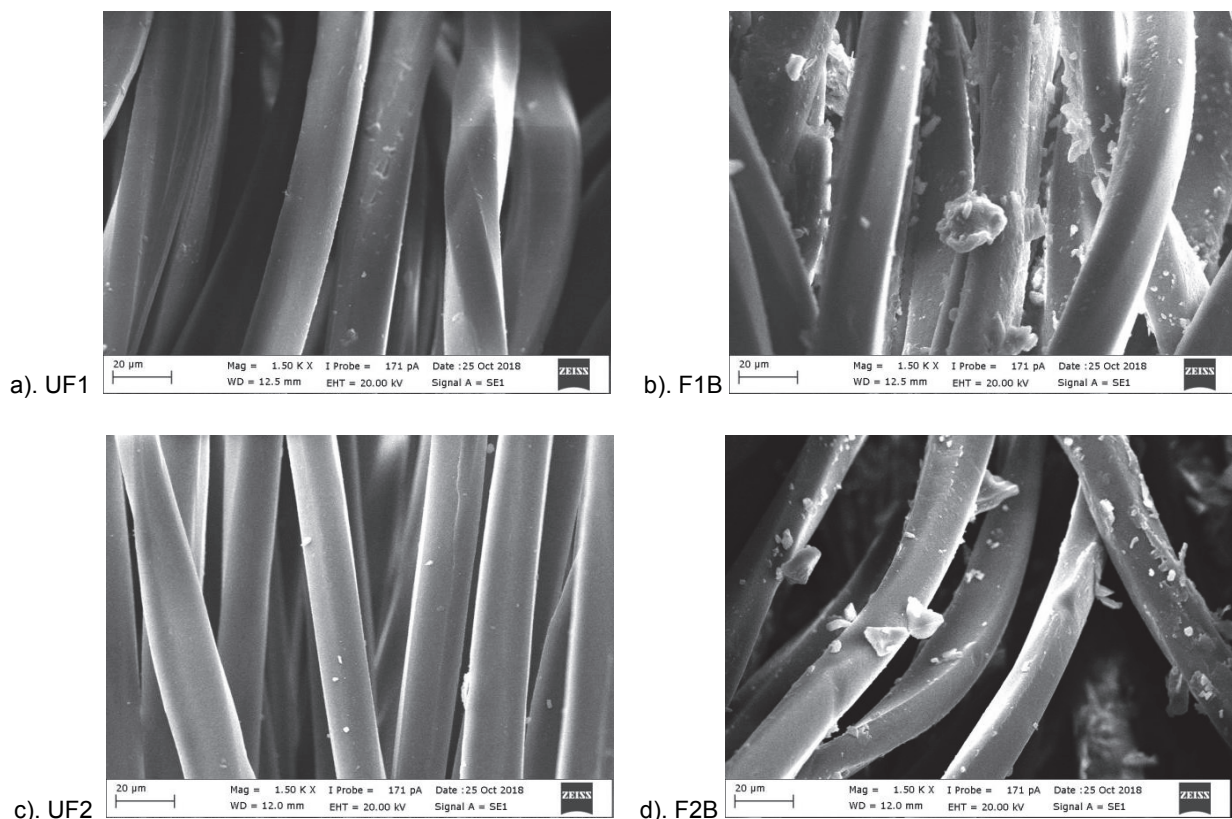 20 µm Mag = 1.50 K X I Probe = 171 pA Date :25 Oct 2018 ZEISS
WD = 12.5 mm EHT = 20.00 kV Signal A = SE1
a). UF1
20 µm Mag = 1.50 K X I Probe = 171 pA Date :25 Oct 2018 ZEISS
WD = 12.5 mm EHT = 20.00 kV Signal A = SE1
b). F1B
20 µm Mag = 1.50 K X I Probe = 171 pA Date :25 Oct 2018 ZEISS
WD = 12.0 mm EHT = 20.00 kV Signal A = SE1
c). UF2
20 µm Mag = 1.50 K X I Probe = 171 pA Date :25 Oct 2018 ZEISS
WD = 12.0 mm EHT = 20.00 kV Signal A = SE1
d). F2B